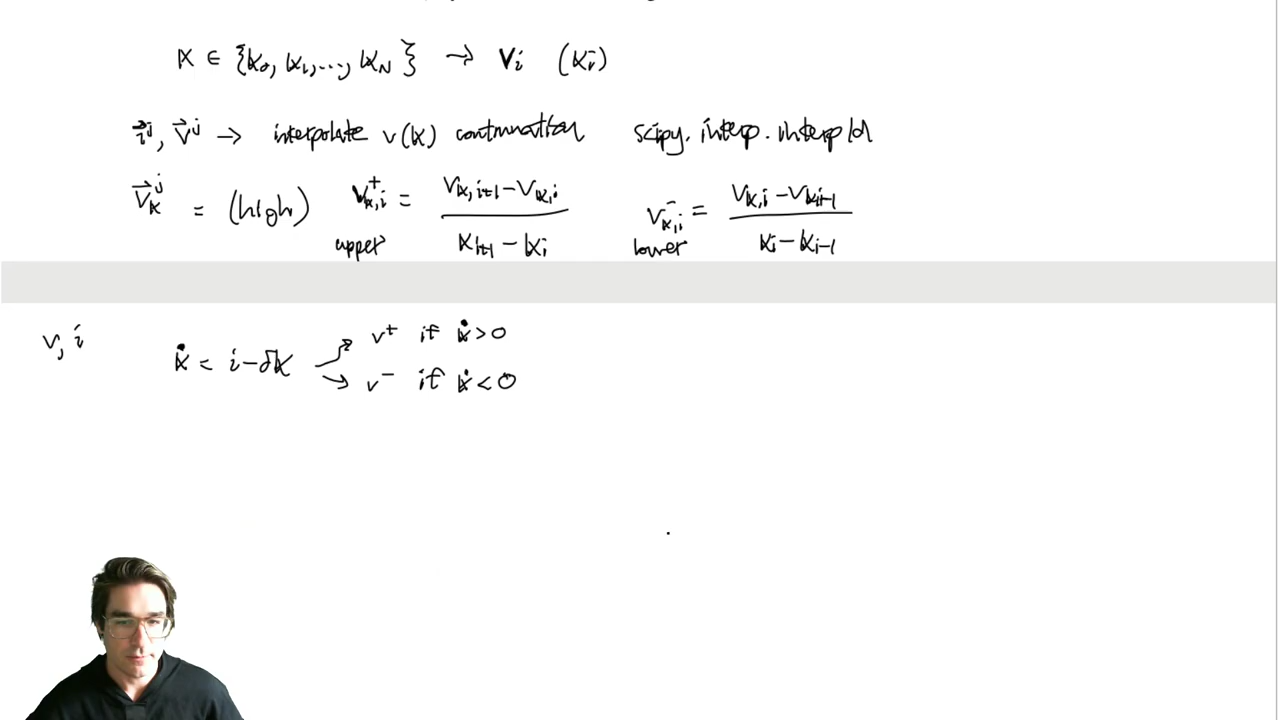 K ∈ {K₀, K₁, ..., K_N} → Vᵢ (Kᵢ)
i⃗ʲ, V⃗ʲ → interpolate v(k) continuation scipy. interp. interp1d
V⃗ₖʲ = (high) V⁺ₖ,ᵢ = (Vₖ,ᵢ₊₁ - Vₖ,ᵢ) / (Kᵢ₊₁ - Kᵢ) V⁻ₖ,ᵢ = (Vₖ,ᵢ - Vₖᵢ₋₁) / (Kᵢ - Kᵢ₋₁)
upper lower
v, i
v⁺ if k̇ > 0
k̇ = i - δK
v⁻ if k̇ < 0